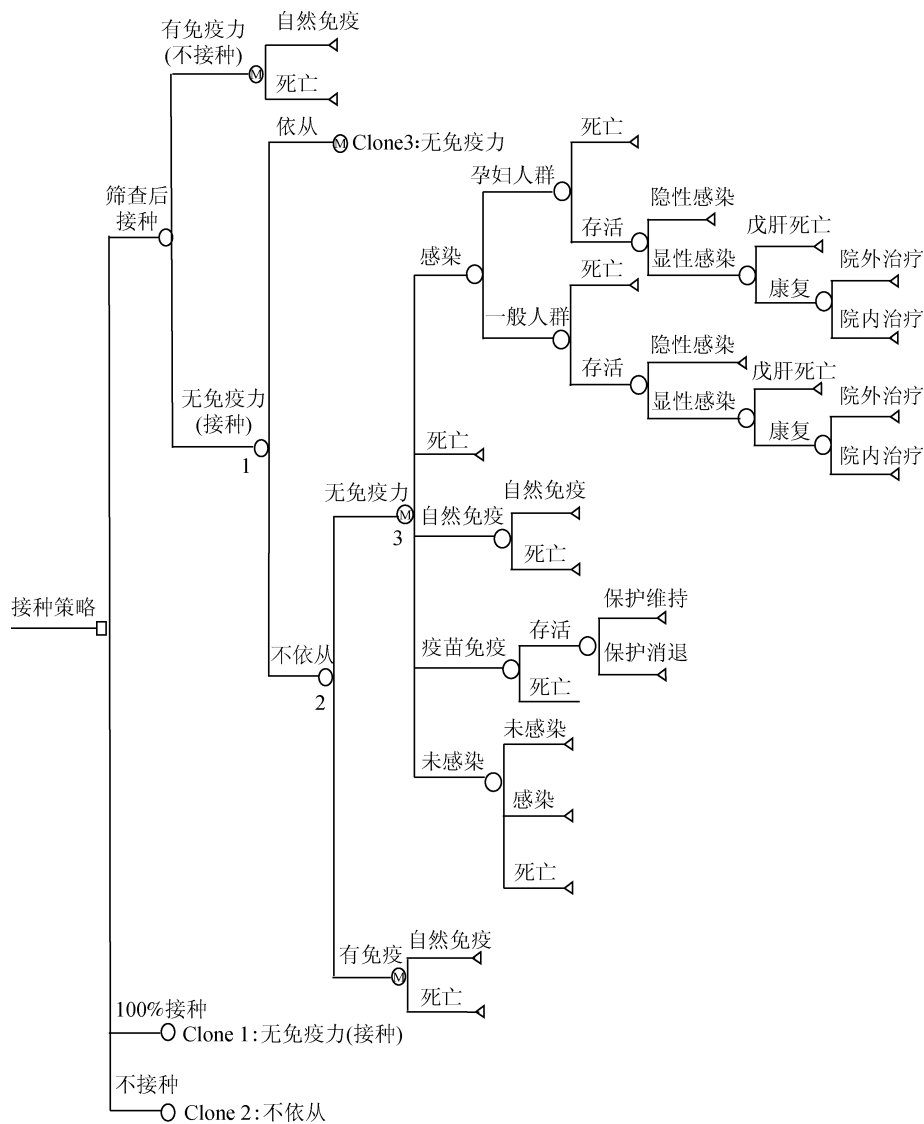 有免疫力
(不接种)
自然免疫
死亡
依从
Clone3:无免疫力
筛查后
接种
无免疫力
(接种)
1
感染
孕妇人群
死亡
存活
隐性感染
显性感染
戊肝死亡
康复
院外治疗
院内治疗
一般人群
死亡
存活
隐性感染
显性感染
戊肝死亡
康复
院外治疗
院内治疗
死亡
无免疫力
3
自然免疫
自然免疫
死亡
接种策略
不依从
2
疫苗免疫
存活
保护维持
保护消退
死亡
未感染
未感染
感染
死亡
有免疫
自然免疫
死亡
100%接种
Clone 1:无免疫力(接种)
不接种
Clone 2:不依从
M
M
M
M